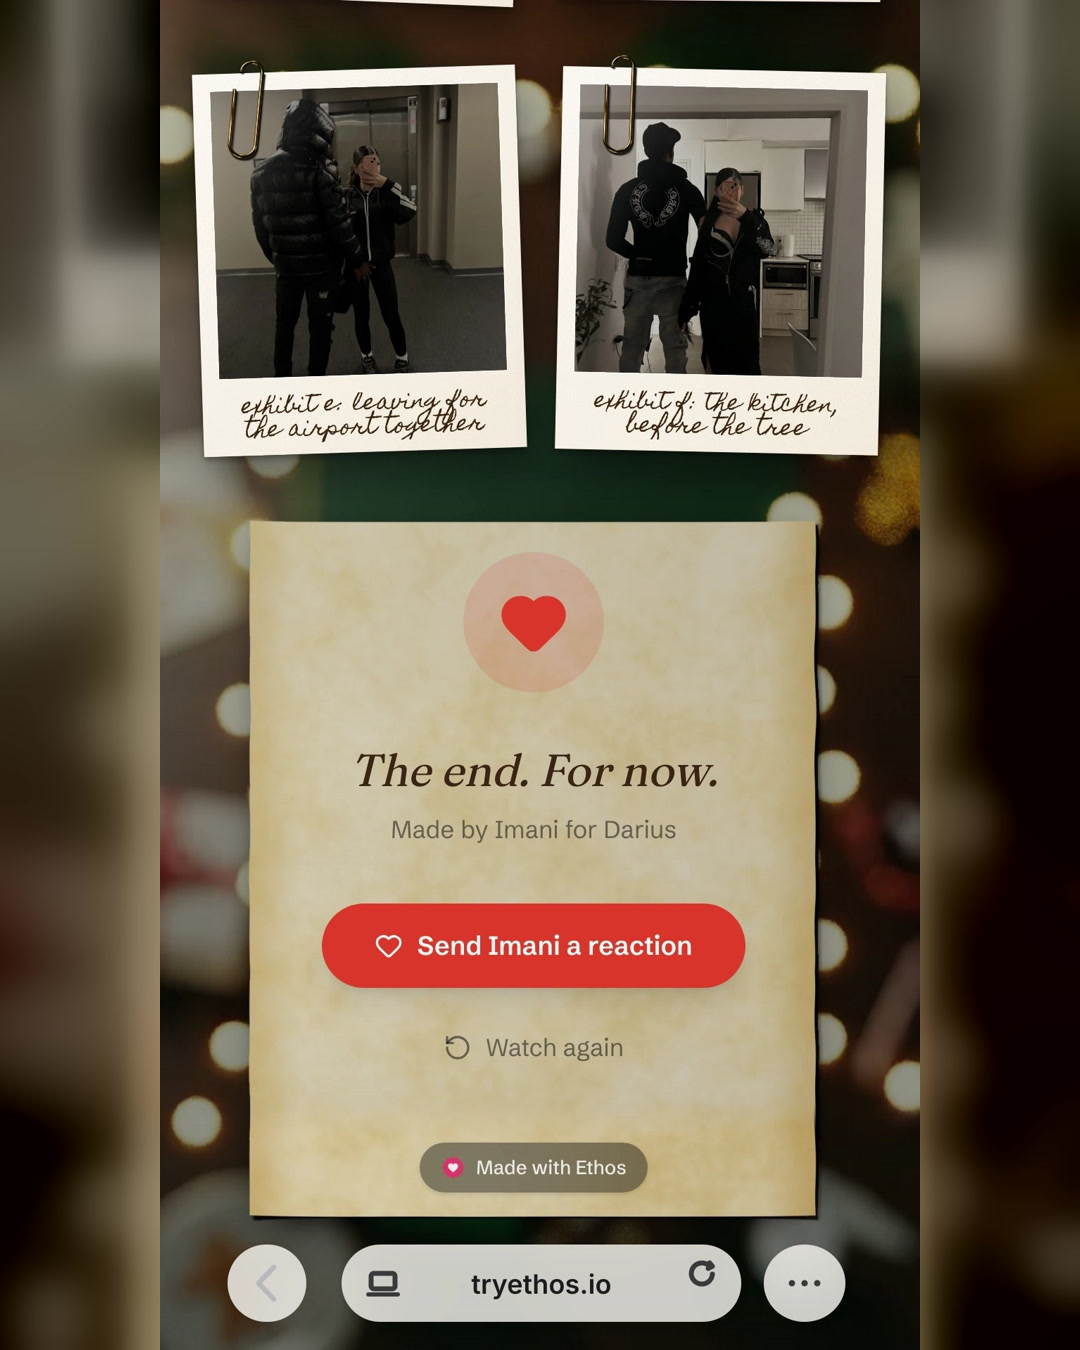 exhibit e: leaving for
the airport together
exhibit f: the kitchen,
before the tree
The end. For now.
Made by Imani for Darius
Send Imani a reaction
Watch again
Made with Ethos
tryethos.io